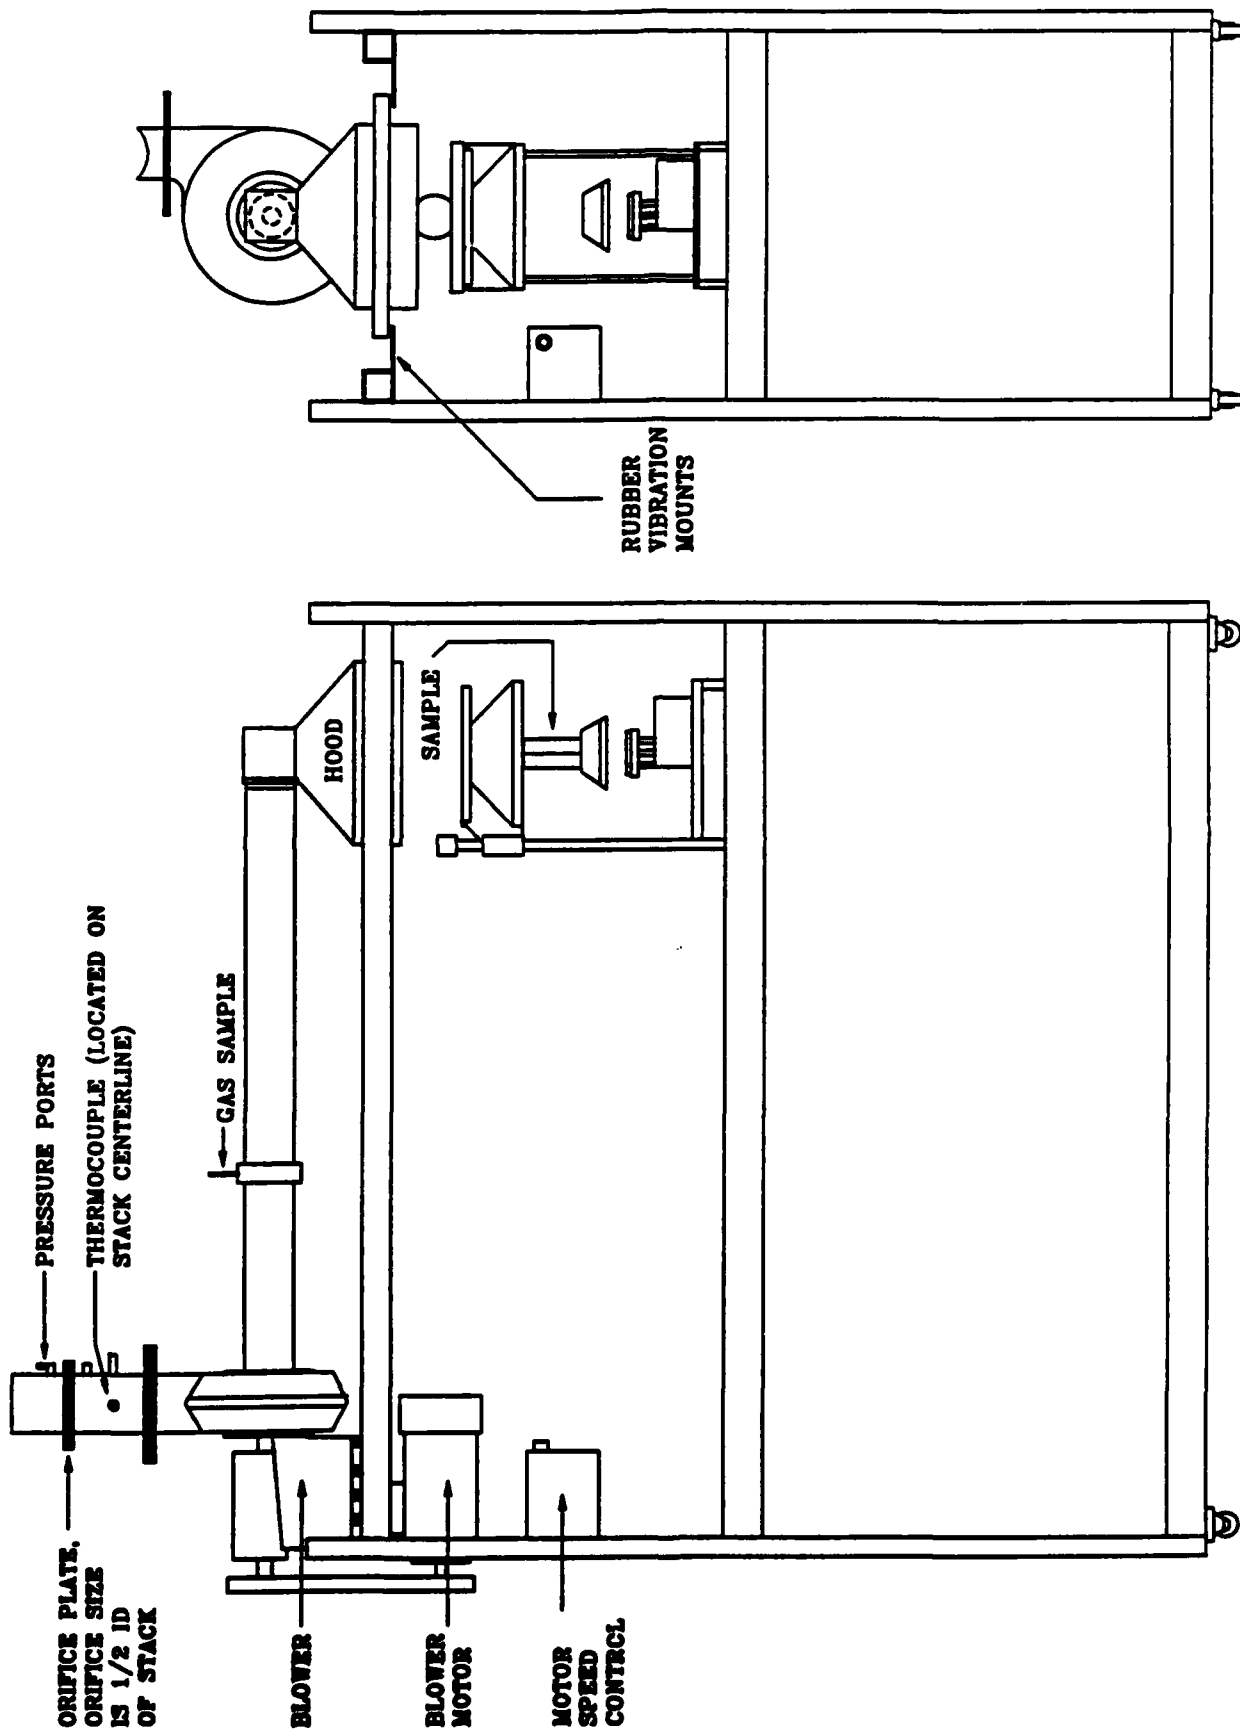 ORIFICE PLATE,
ORIFICE SIZE
IS 1/2 ID
OF STACK
PRESSURE PORTS
THERMOCOUPLE (LOCATED ON
STACK CENTERLINE)
GAS SAMPLE
BLOWER
HOOD
BLOWER
MOTOR
SAMPLE
MOTOR
SPEED
CONTRCL
RUBBER
VIBRATION
MOUNTS